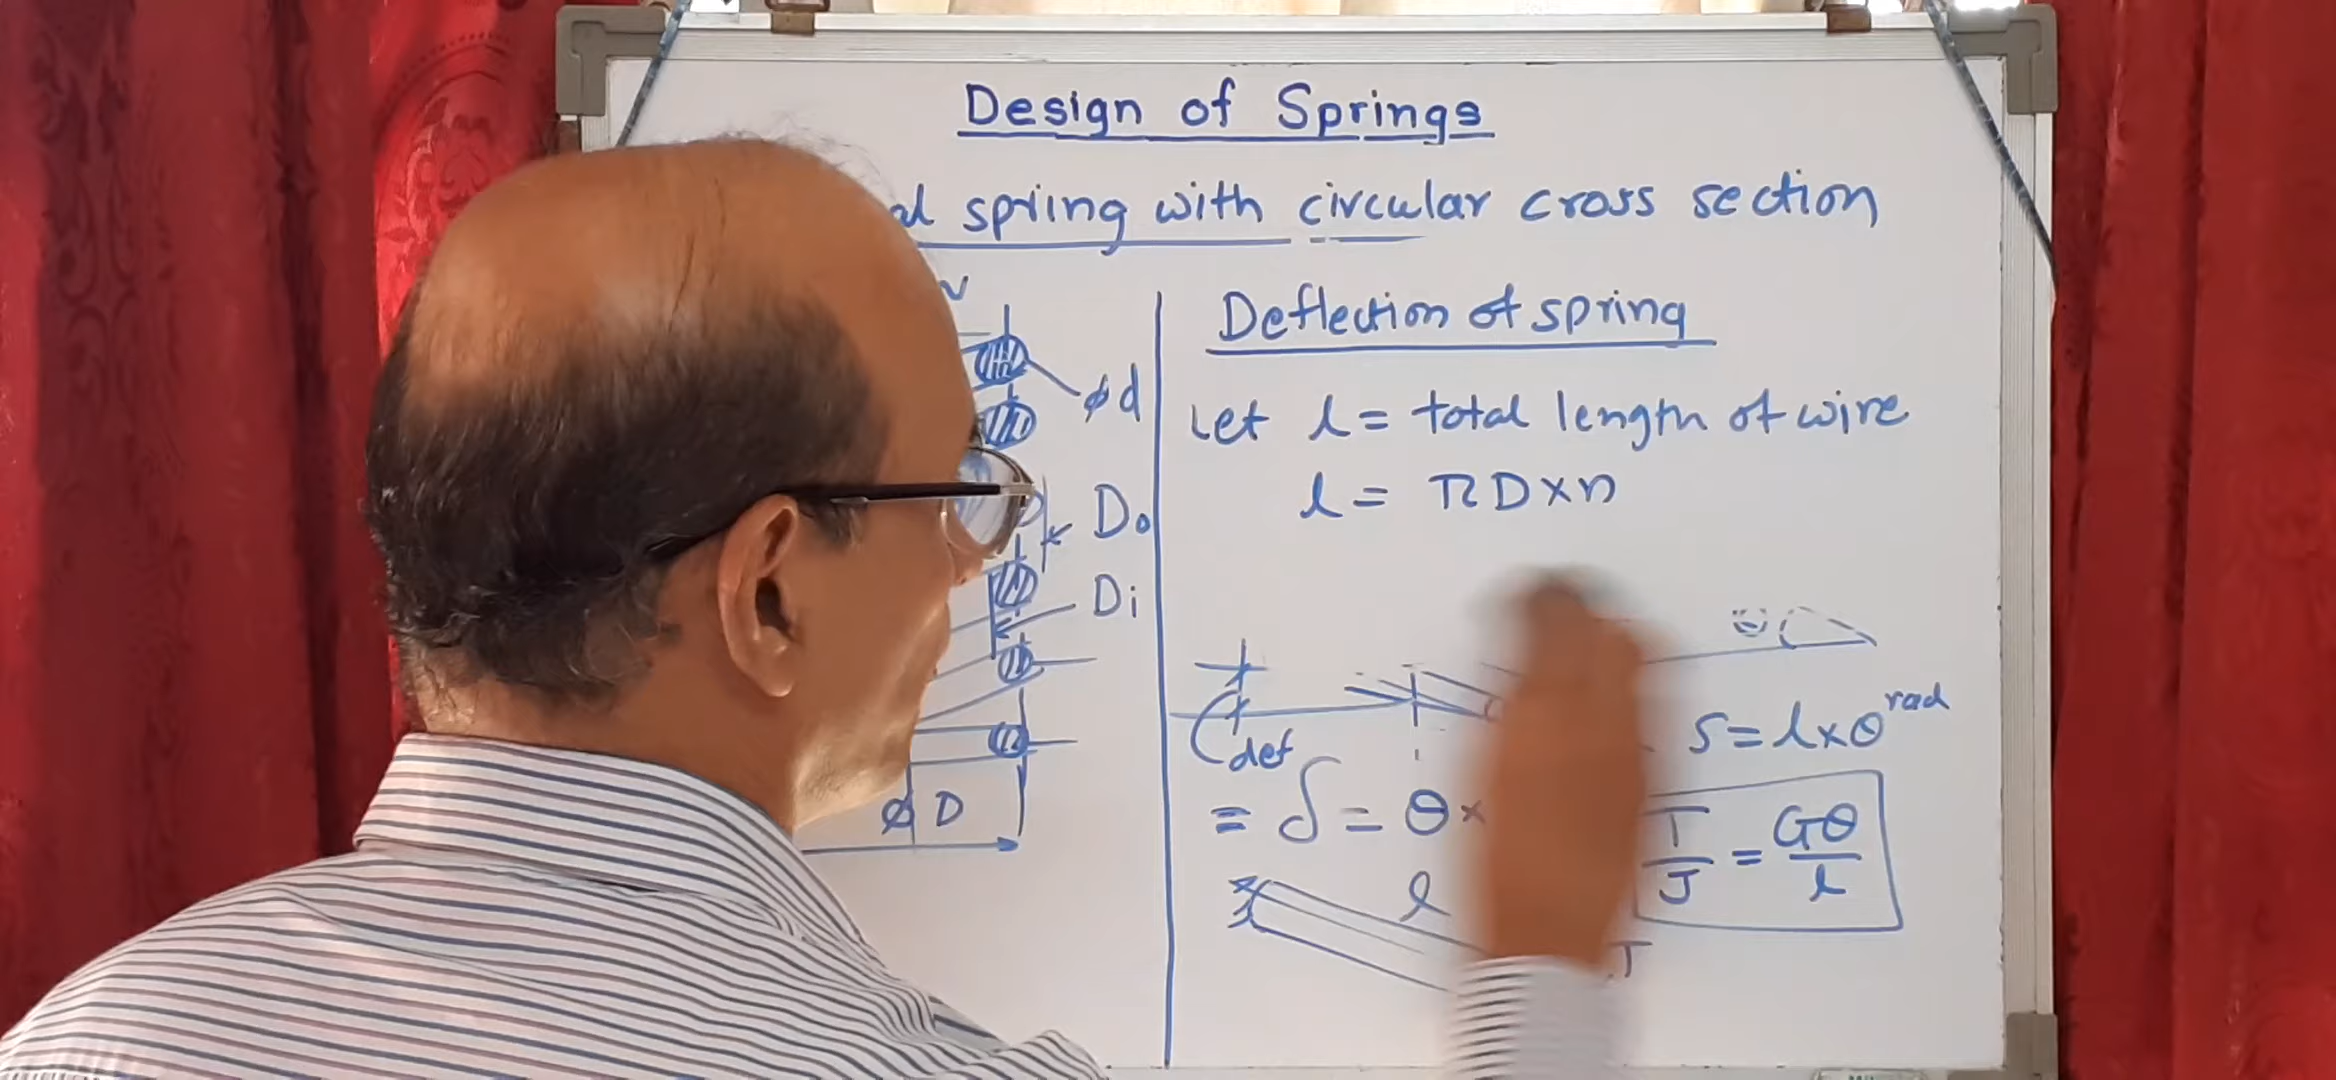 Design of Springs
spring with circular cross section
φd
Do
Di
φ D
Deflection of spring
Let l = total length of wire
l = πD×n
θ
s = l×θ rad
def
= δ = θ×
T/J = Gθ/l
l
T